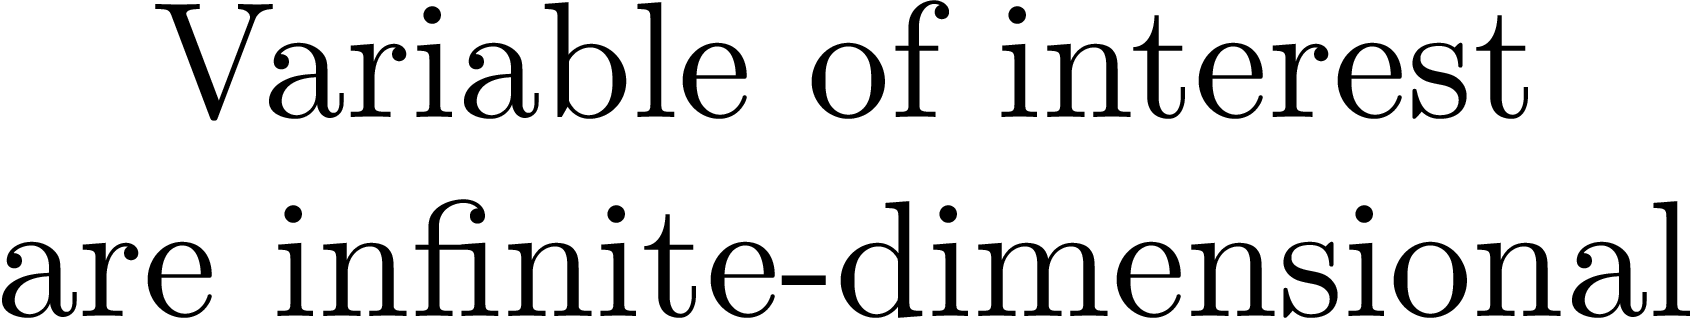 Variable of interest
are infinite-dimensional